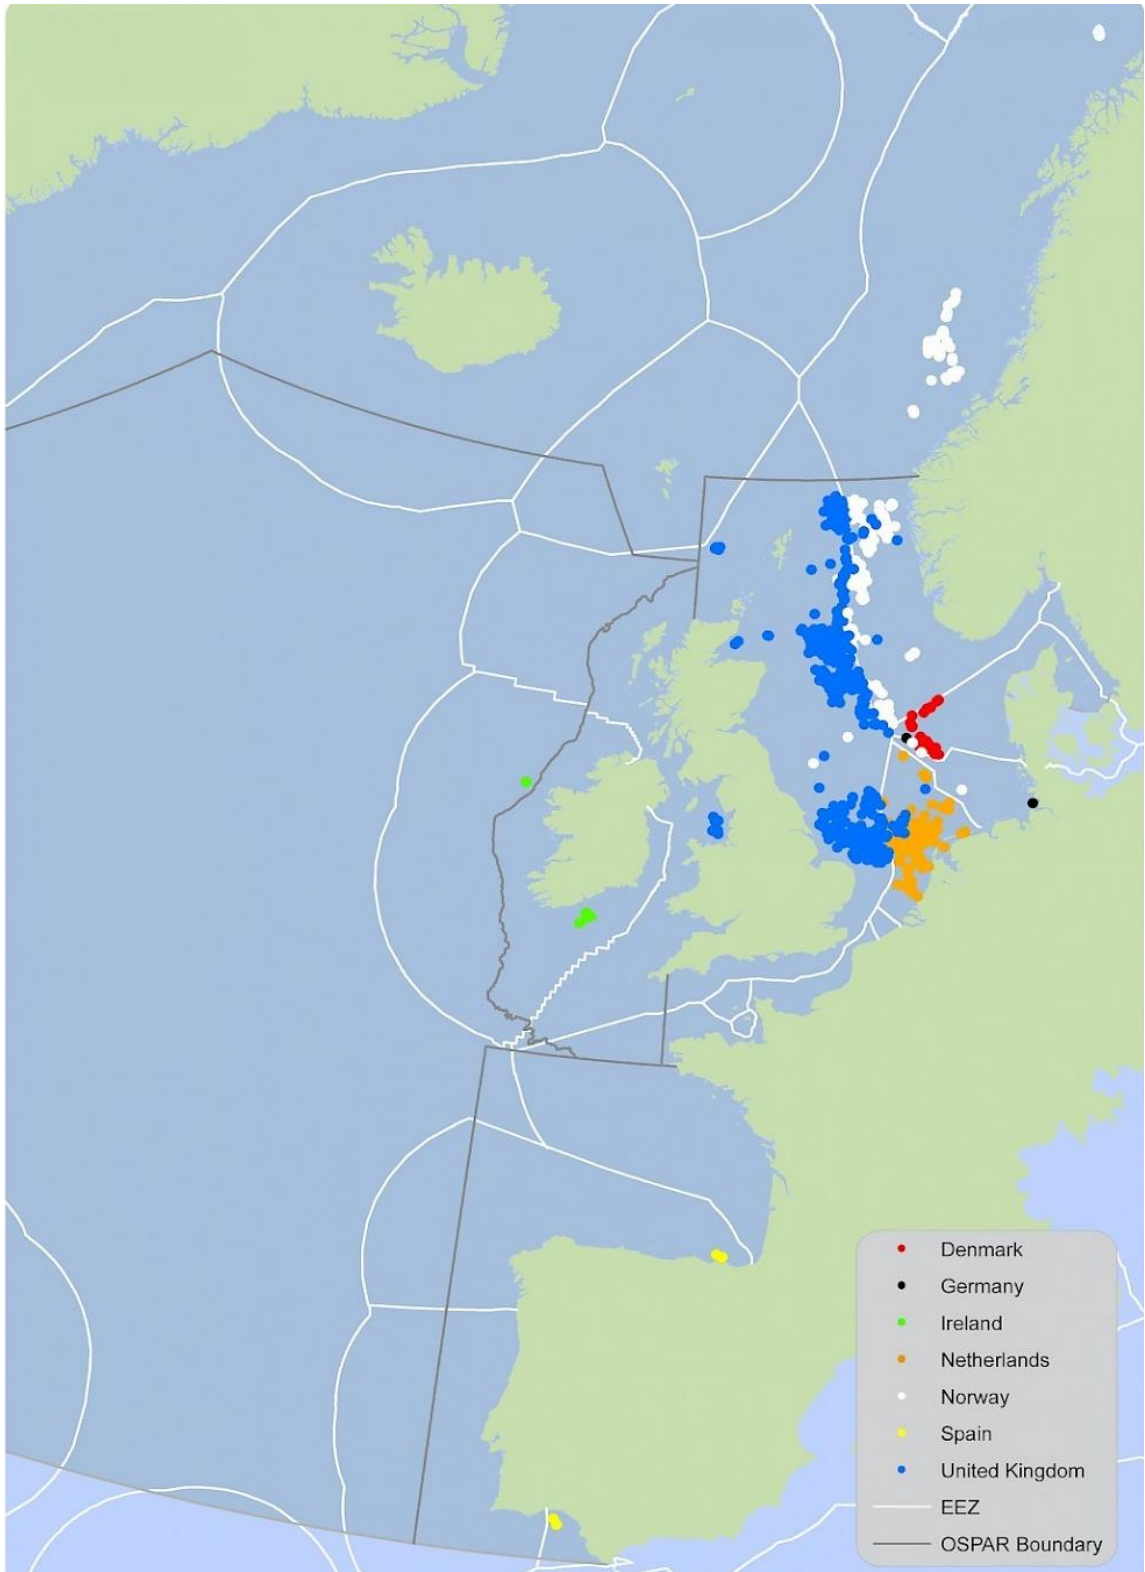 Denmark
Germany
Ireland
Netherlands
Norway
Spain
United Kingdom
EEZ
OSPAR Boundary